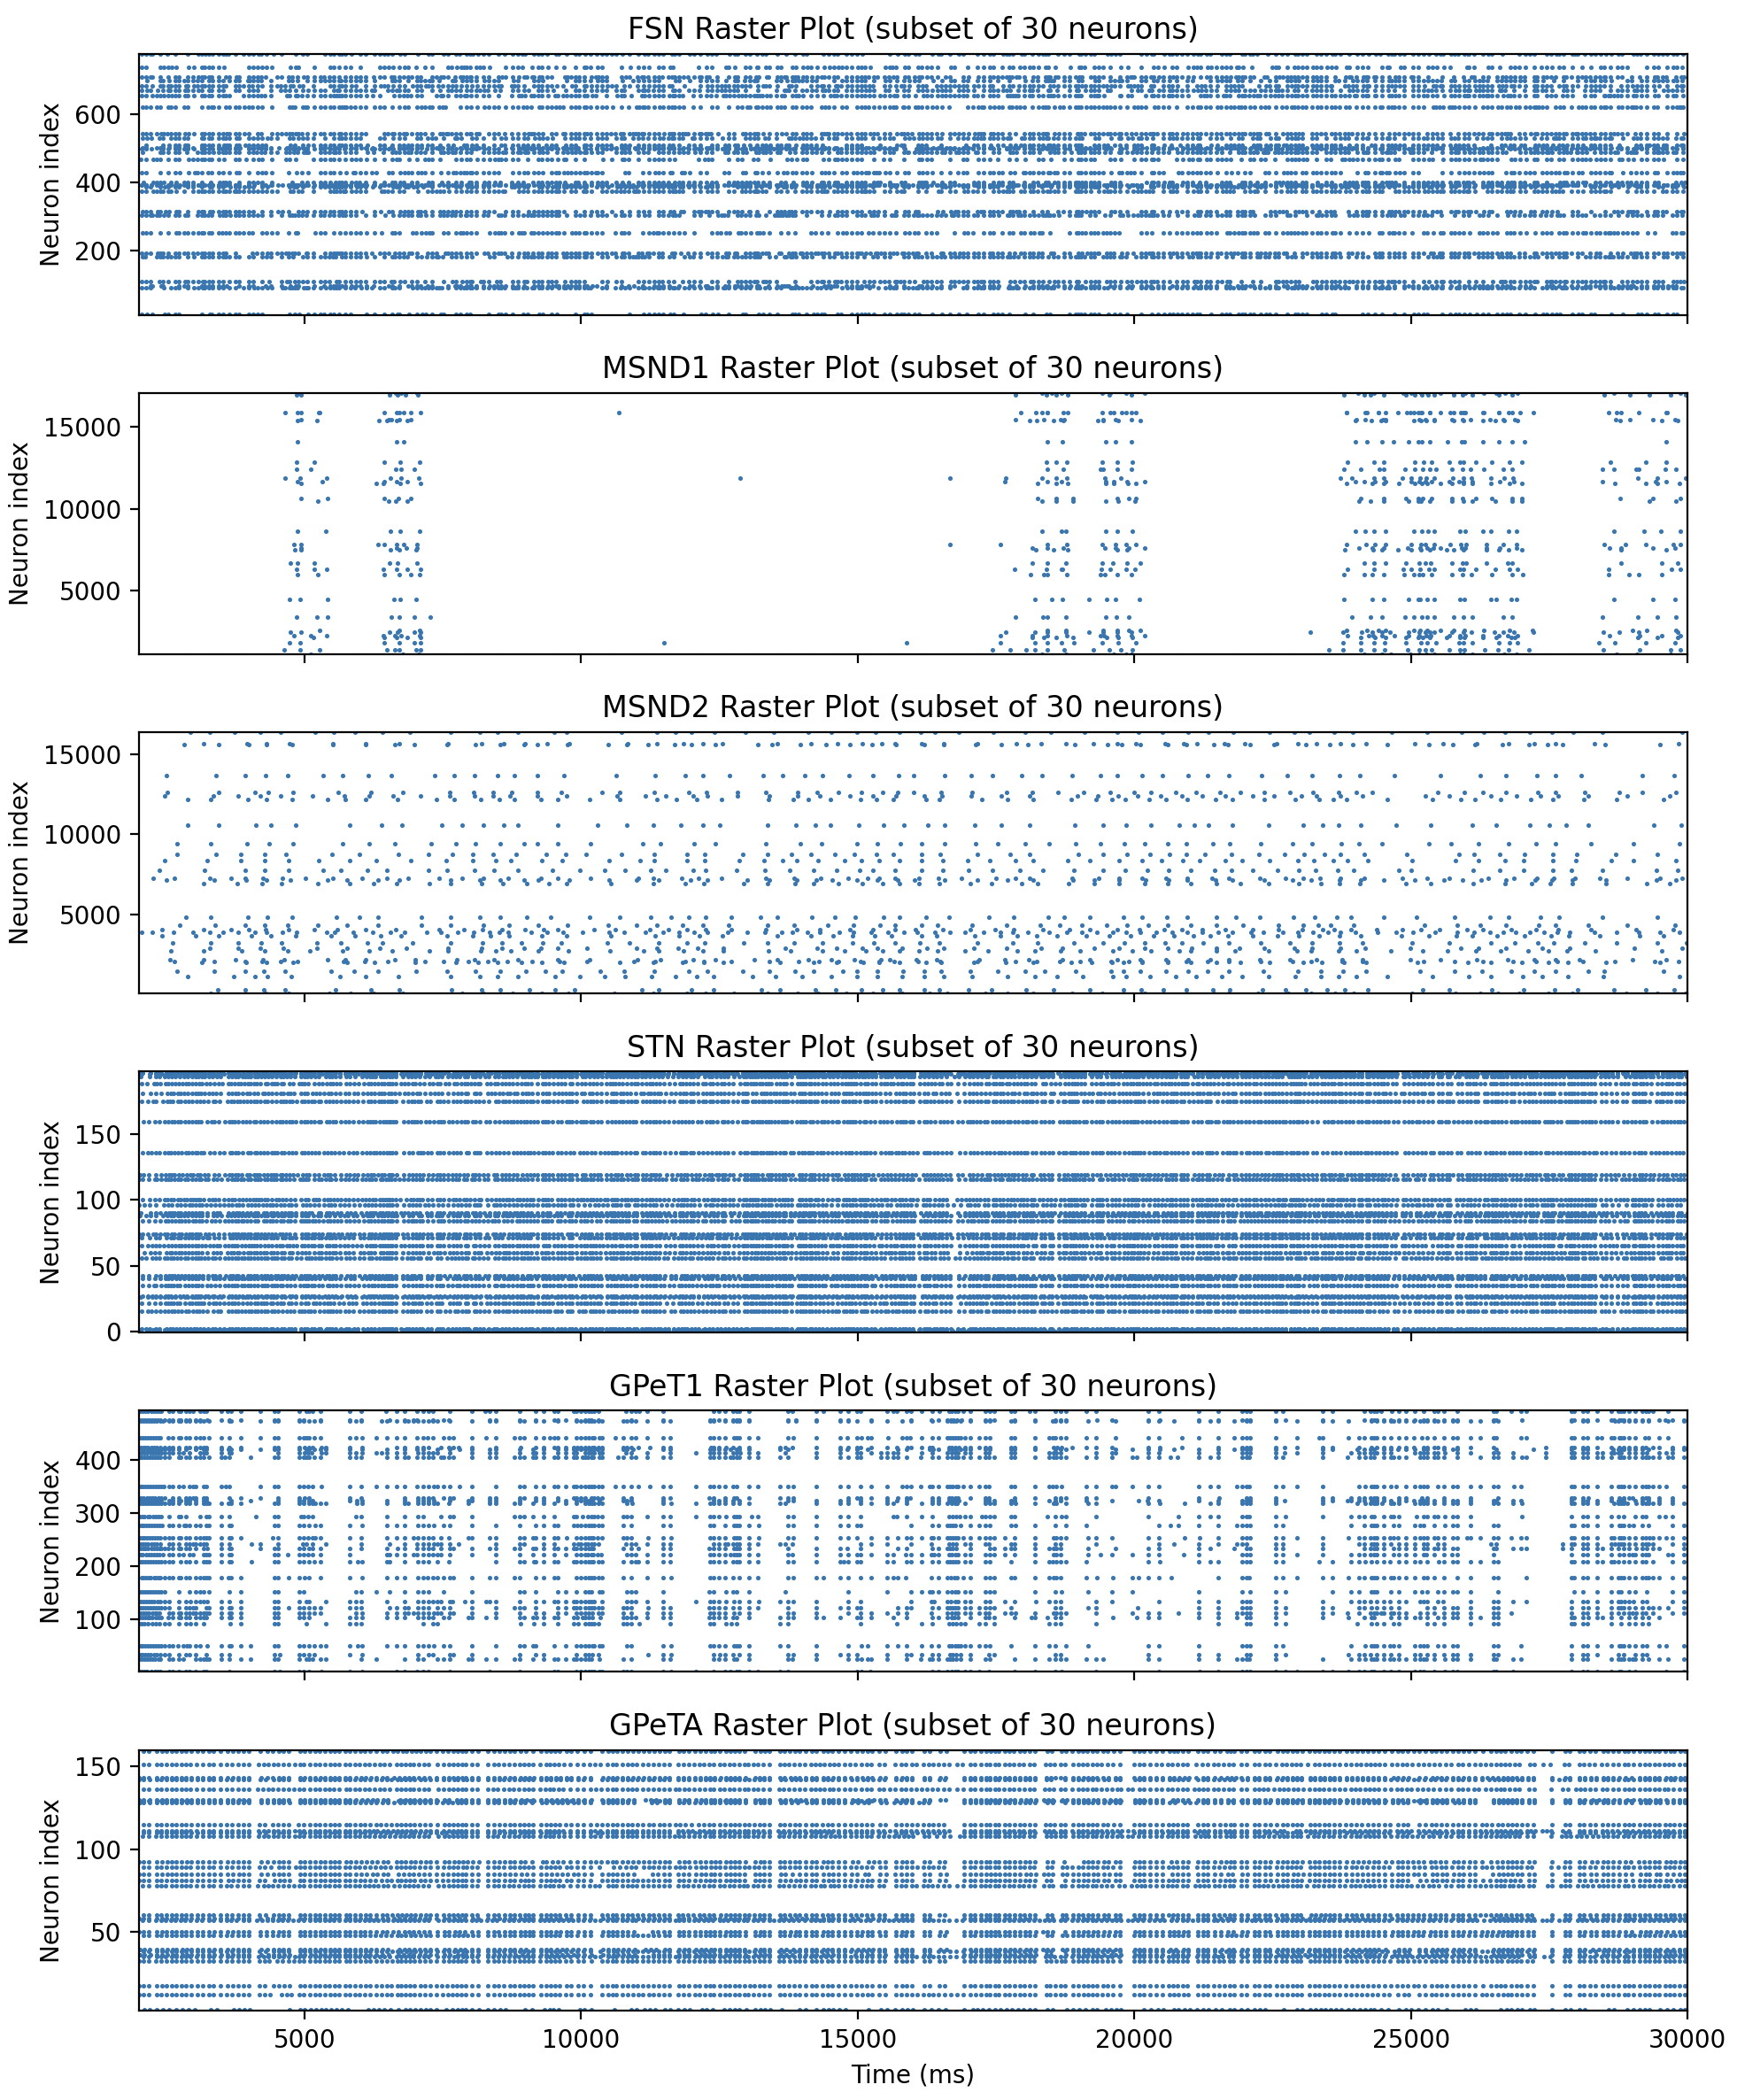 FSN Raster Plot (subset of 30 neurons)
Neuron index
600
400
200
MSND1 Raster Plot (subset of 30 neurons)
Neuron index
15000
10000
5000
MSND2 Raster Plot (subset of 30 neurons)
Neuron index
15000
10000
5000
STN Raster Plot (subset of 30 neurons)
Neuron index
150
100
50
0
GPeT1 Raster Plot (subset of 30 neurons)
Neuron index
400
300
200
100
GPeTA Raster Plot (subset of 30 neurons)
Neuron index
150
100
50
5000 10000 15000 20000 25000 30000
Time (ms)